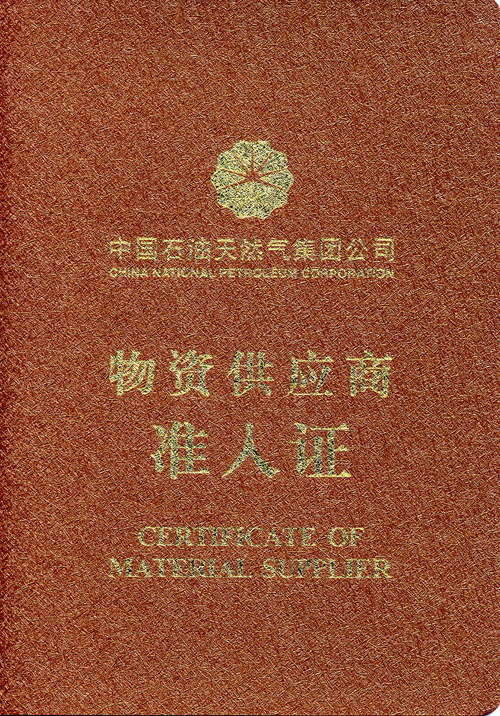 中国石油天然气集团公司
CHINA NATIONAL PETROLEUM CORPORATION
物资供应商
准入证
CERTIFICATE OF
MATERIAL SUPPLIER